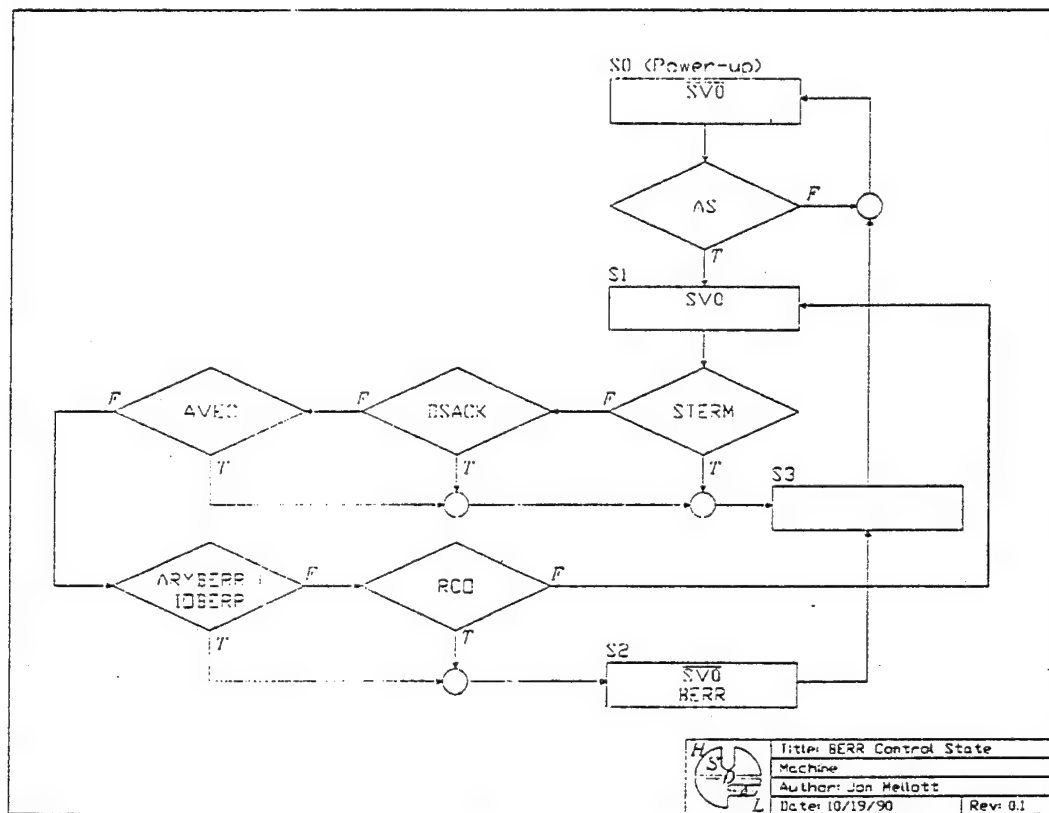 S0 (Power-up)
SV0
AS
F
T
S1
SV0
AVEC
F
DSACK
F
STERM
F
T
T
T
S3
ARMBERR +
IOBERR
F
RCO
F
T
T
S2
SV0
BERR
H
S
D
A
L
Title: BERR Control State
Machine
Author: Jon Mellott
Date: 10/19/90
Rev: 0.1